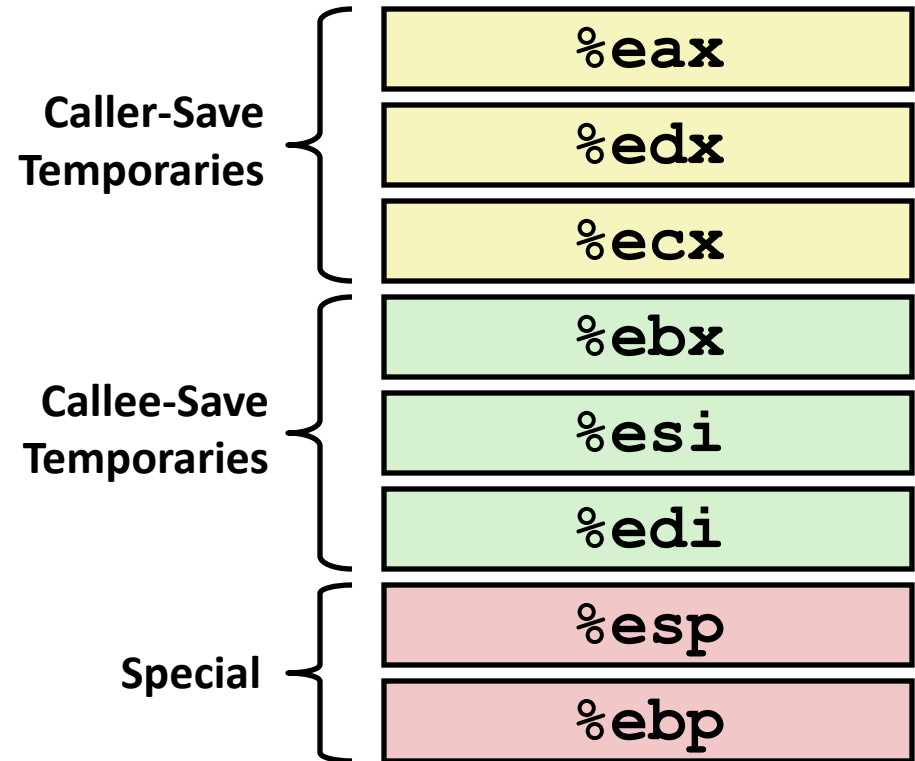 Caller-Save
Temporaries
%eax
%edx
%ecx
Callee-Save
Temporaries
%ebx
%esi
%edi
Special
%esp
%ebp